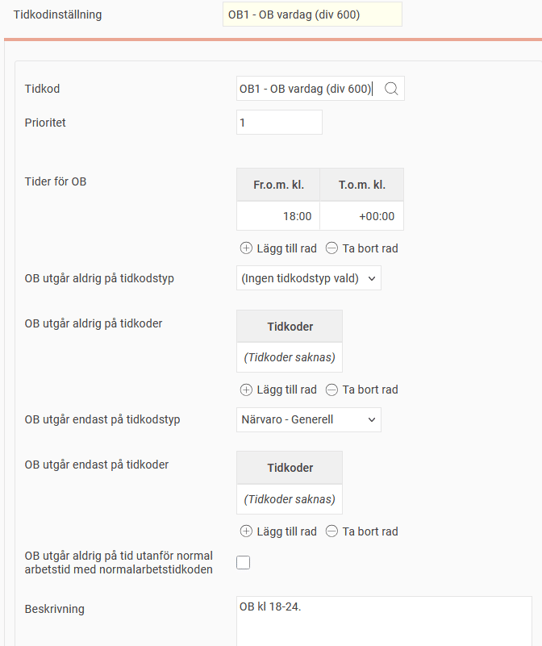 Tidkodinställning OB1 - OB vardag (div 600)
Tidkod OB1 - OB vardag (div 600)
Prioritet 1
Tider för OB Fr.o.m. kl. T.o.m. kl.
18:00 +00:00
Lägg till rad Ta bort rad
OB utgår aldrig på tidkodstyp (Ingen tidkodstyp vald)
OB utgår aldrig på tidkoder Tidkoder
(Tidkoder saknas)
Lägg till rad Ta bort rad
OB utgår endast på tidkodstyp Närvaro - Generell
OB utgår endast på tidkoder Tidkoder
(Tidkoder saknas)
Lägg till rad Ta bort rad
OB utgår aldrig på tid utanför normal
arbetstid med normalarbetstidkoden
Beskrivning OB kl 18-24.